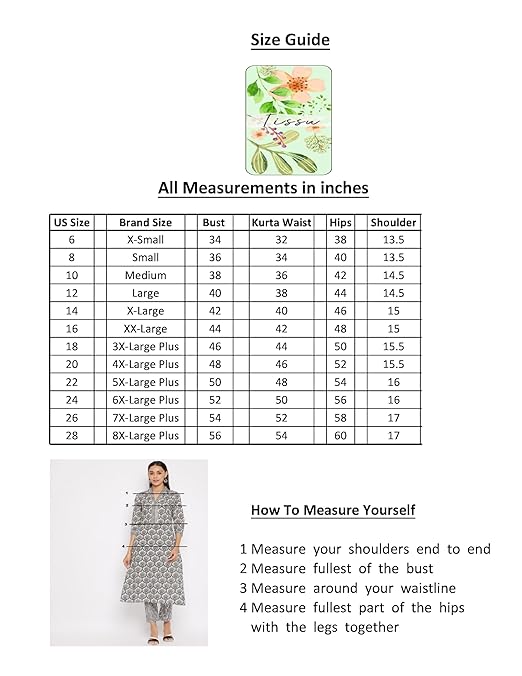 Size Guide
Tissu
All Measurements in inches
US Size Brand Size Bust Kurta Waist Hips Shoulder
6 X-Small 34 32 38 13.5
8 Small 36 34 40 13.5
10 Medium 38 36 42 14.5
12 Large 40 38 44 14.5
14 X-Large 42 40 46 15
16 XX-Large 44 42 48 15
18 3X-Large Plus 46 44 50 15.5
20 4X-Large Plus 48 46 52 15.5
22 5X-Large Plus 50 48 54 16
24 6X-Large Plus 52 50 56 16
26 7X-Large Plus 54 52 58 17
28 8X-Large Plus 56 54 60 17
How To Measure Yourself
1
2
3
4
1 Measure your shoulders end to end
2 Measure fullest of the bust
3 Measure around your waistline
4 Measure fullest part of the hips
with the legs together